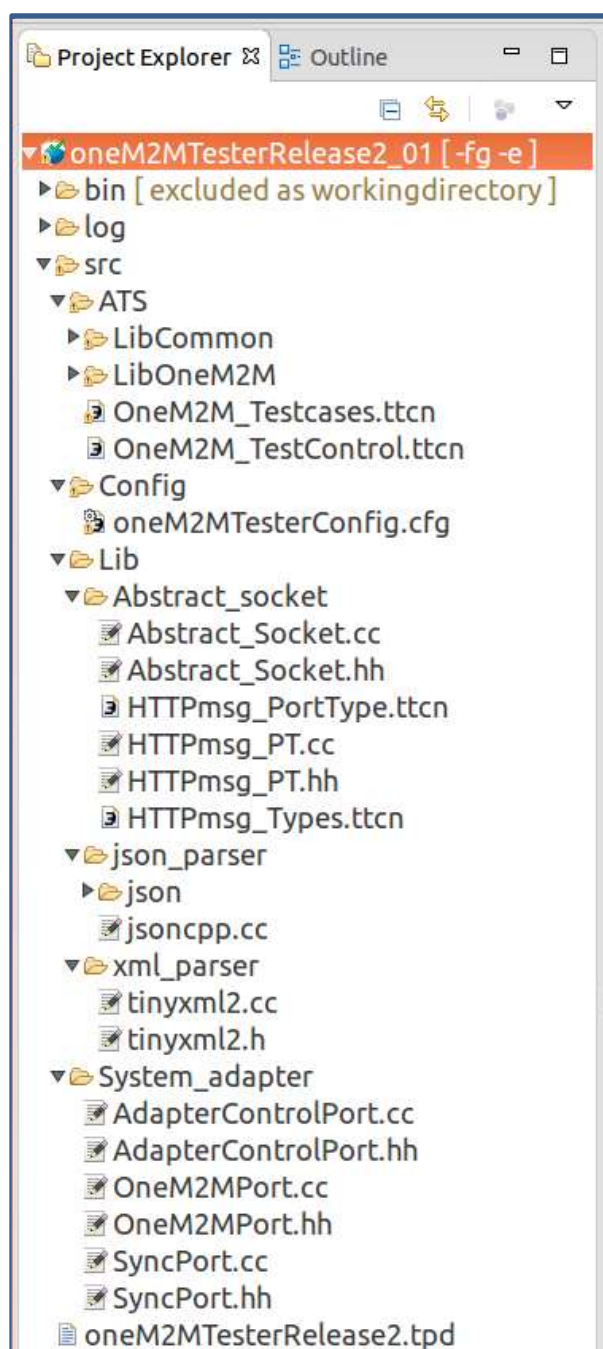 Project Explorer Outline
oneM2MTesterRelease2_01 [ -fg -e ]
bin [ excluded as workingdirectory ]
log
src
ATS
LibCommon
LibOneM2M
OneM2M_Testcases.ttcn
OneM2M_TestControl.ttcn
Config
oneM2MTesterConfig.cfg
Lib
Abstract_socket
Abstract_Socket.cc
Abstract_Socket.hh
HTTPmsg_PortType.ttcn
HTTPmsg_PT.cc
HTTPmsg_PT.hh
HTTPmsg_Types.ttcn
json_parser
json
jsoncpp.cc
xml_parser
tinyxml2.cc
tinyxml2.h
System_adapter
AdapterControlPort.cc
AdapterControlPort.hh
OneM2MPort.cc
OneM2MPort.hh
SyncPort.cc
SyncPort.hh
oneM2MTesterRelease2.tpd